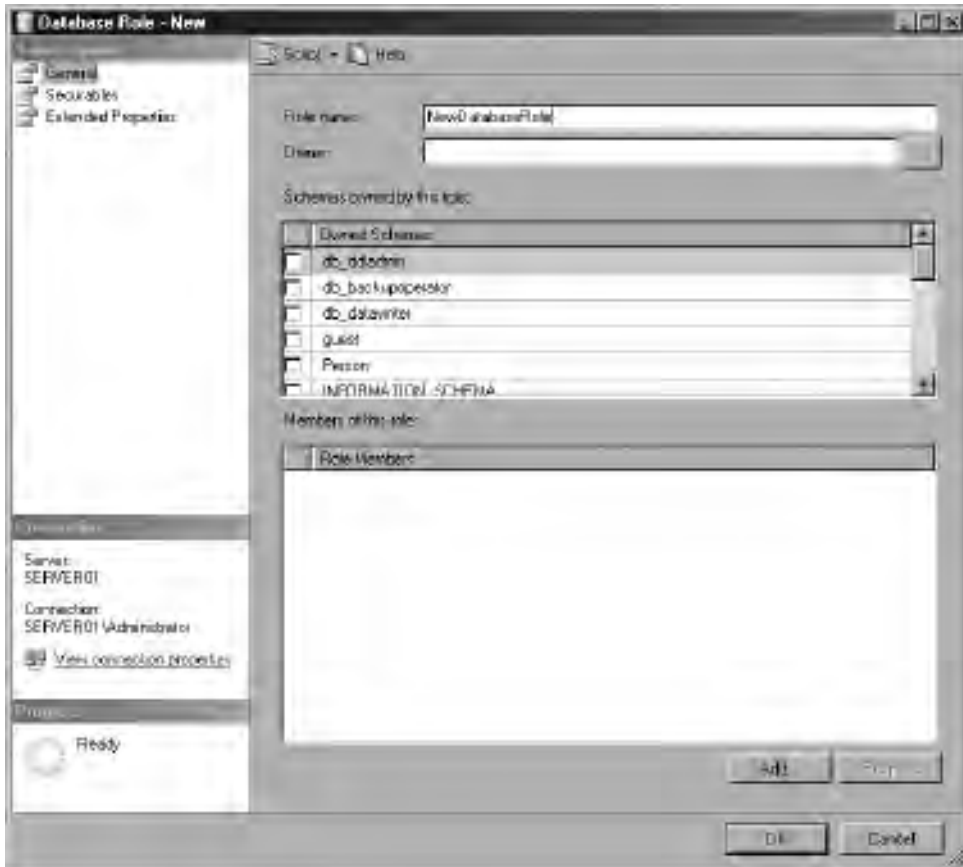 Database Role - New
Script Help
General
Securables
Extended Properties
Role name: NewDatabaseRole
Owner:
Schemas owned by this role:
Owned Schemas
db_ddladmin
db_backupoperator
db_datawriter
guest
Person
INFORMATION_SCHEMA
Members of this role:
Role Members
Connection
Server:
SERVER01
Connection:
SERVER01\Administrator
View connection properties
Progress
Ready
Add
OK
Cancel